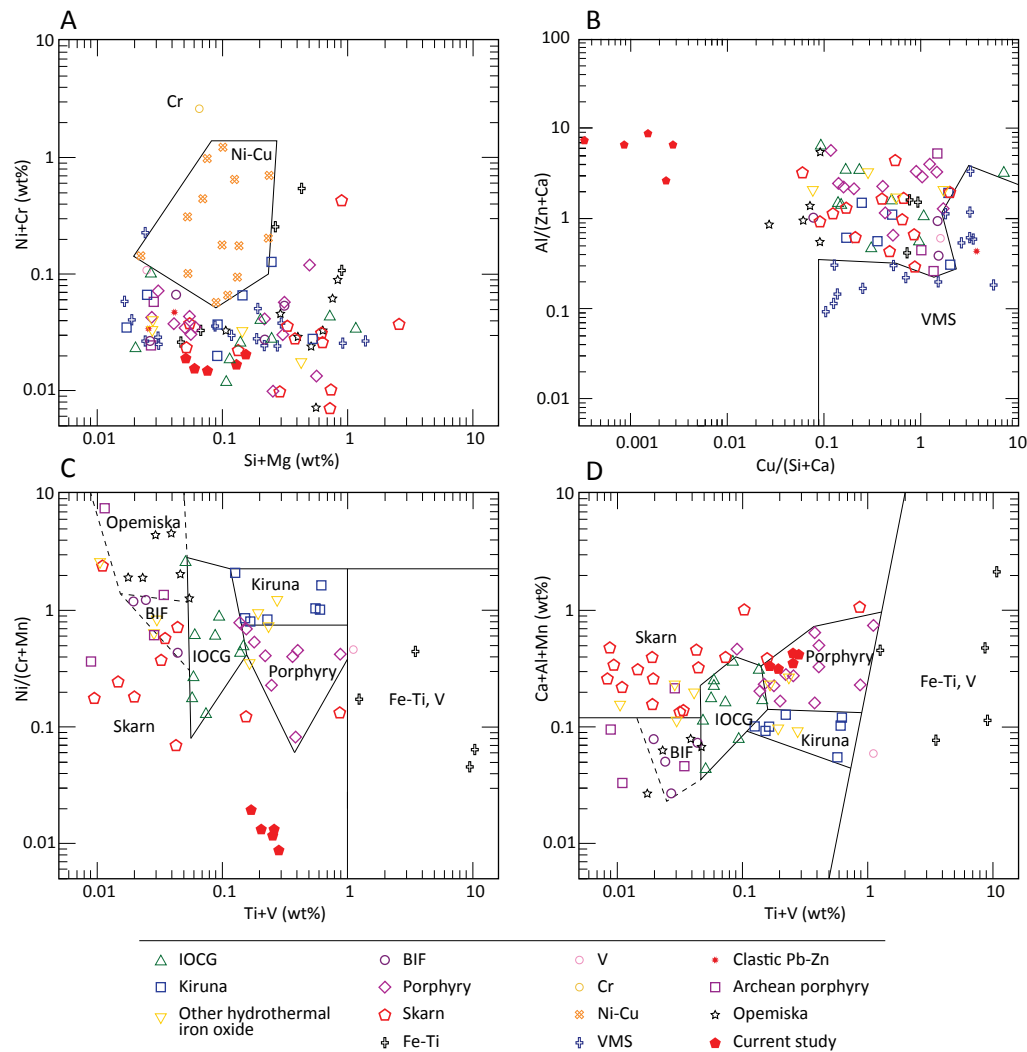 A
10
1
0.1
0.01
Ni+Cr (wt%)
Cr
Ni-Cu
0.01
0.1
1
10
Si+Mg (wt%)
B
100
10
1
0.1
0.01
Al/(Zn+Ca)
VMS
0.001
0.01
0.1
1
10
Cu/(Si+Ca)
C
10
1
0.1
0.01
Ni/(Cr+Mn)
Opemiska
BIF
Kiruna
IOCG
Porphyry
Skarn
Fe-Ti, V
0.01
0.1
1
10
Ti+V (wt%)
D
10
1
0.1
0.01
Ca+Al+Mn (wt%)
Skarn
Porphyry
IOCG
Fe-Ti, V
Kiruna
BIF
0.01
0.1
1
10
Ti+V (wt%)
IOCG
BIF
V
Clastic Pb-Zn
Kiruna
Porphyry
Cr
Archean porphyry
Other hydrothermal
iron oxide
Skarn
Ni-Cu
Opemiska
Fe-Ti
VMS
Current study